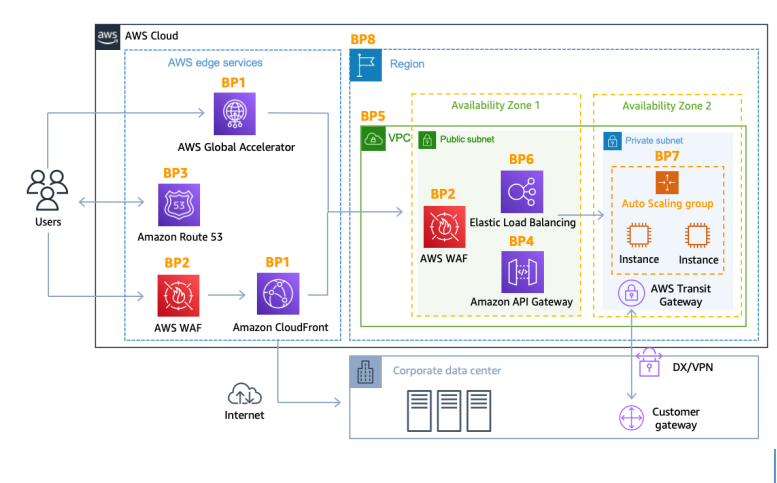 aws
AWS Cloud
AWS edge services
BP1
AWS Global Accelerator
BP3
53
Amazon Route 53
BP2
AWS WAF
BP1
Amazon CloudFront
Users
BP8
Region
Availability Zone 1
Availability Zone 2
BP5
VPC
Public subnet
BP6
Elastic Load Balancing
BP2
AWS WAF
BP4
Amazon API Gateway
Private subnet
BP7
Auto Scaling group
Instance
Instance
AWS Transit
Gateway
DX/VPN
Corporate data center
Internet
Customer
gateway